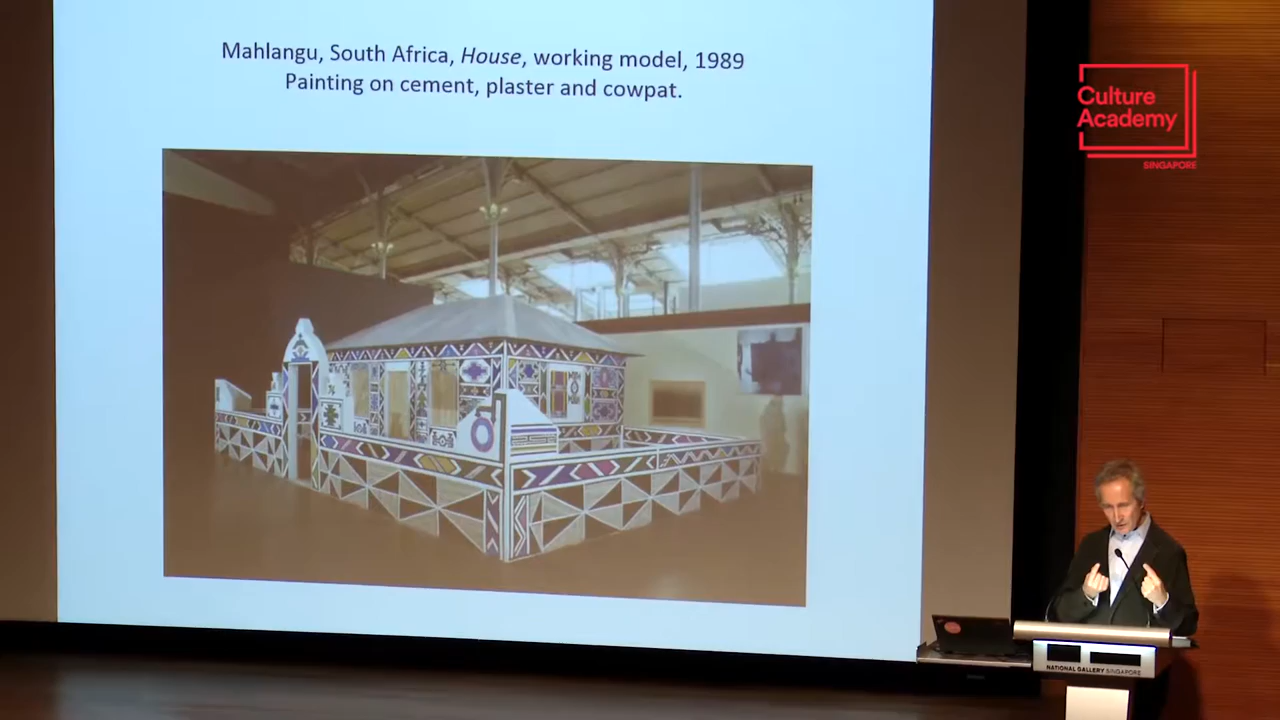 Mahlangu, South Africa, House, working model, 1989
Painting on cement, plaster and cowpat.
Culture
Academy
SINGAPORE
NATIONAL GALLERY SINGAPORE